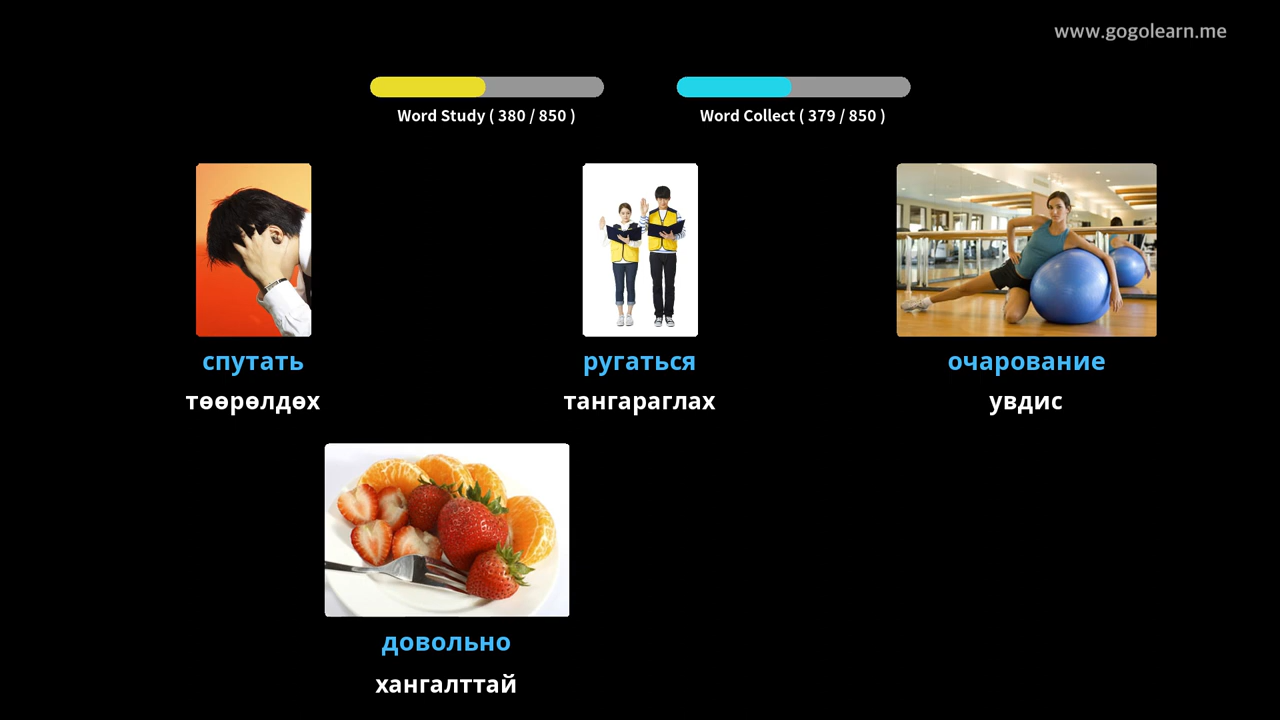 www.gogolearn.me
Word Study ( 380 / 850 )
Word Collect ( 379 / 850 )
спутать
төөрөлдөх
ругаться
тангараглах
очарование
увдис
довольно
хангалттай